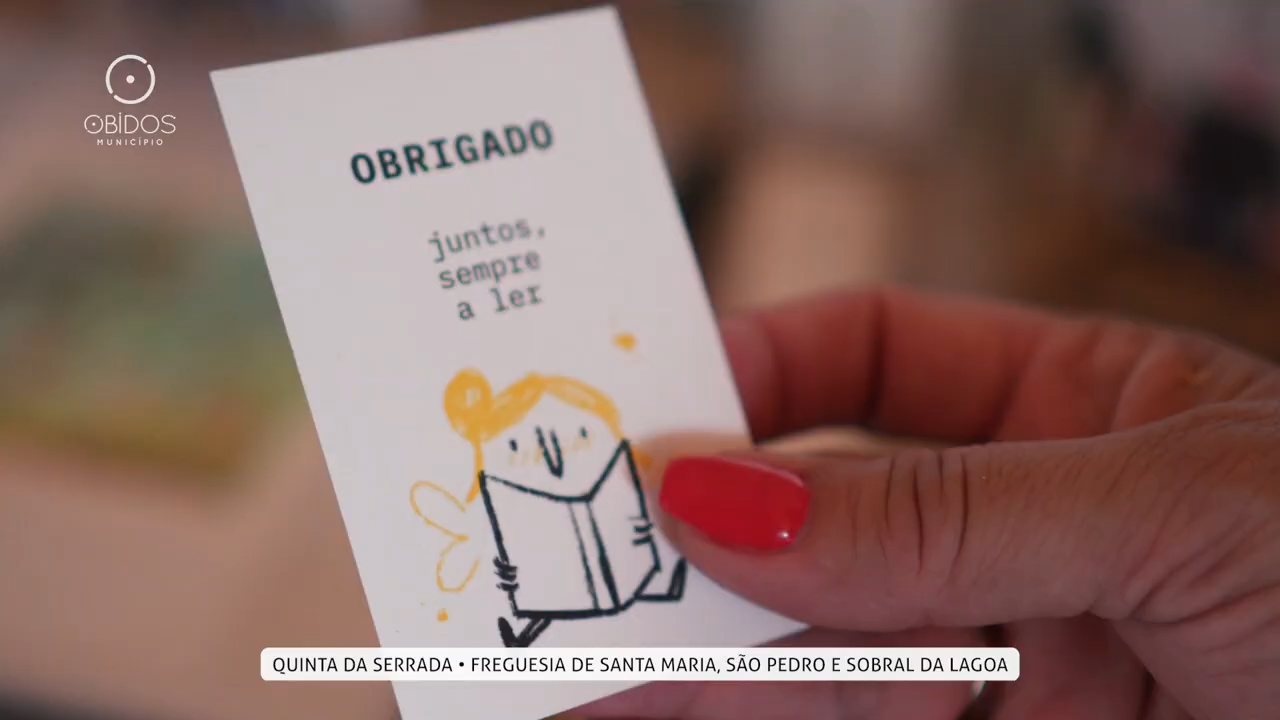 ÓBIDOS
MUNICÍPIO
OBRIGADO
juntos,
sempre
a ler
QUINTA DA SERRADA • FREGUESIA DE SANTA MARIA, SÃO PEDRO E SOBRAL DA LAGOA